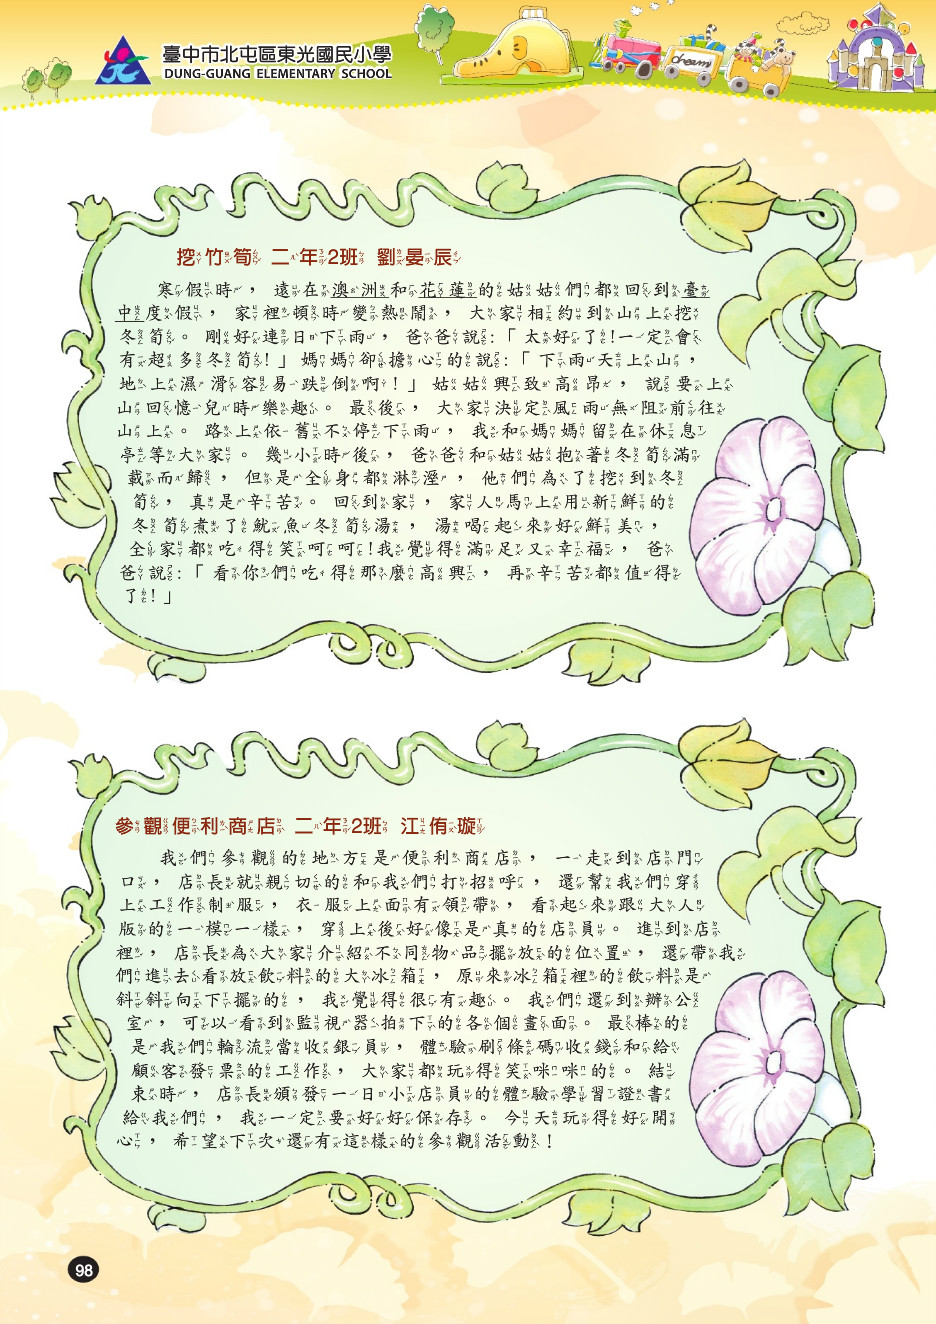 臺中市北屯區東光國民小學
DUNG-GUANG ELEMENTARY SCHOOL
dream
挖竹筍 二年2班 劉晏辰
寒假時，遠在澳洲和花蓮的姑姑們都回到臺
中度假，家裡頓時變熱鬧，大家相約到山上挖
冬筍。剛好連日下雨，爸爸說：「太好了！一定會
有超多冬筍！」媽媽卻擔心的說：「下雨天上山，
地上濕滑容易跌倒啊！」姑姑興致高昂，說要上
山回憶兒時樂趣。最後，大家決定風雨無阻前往
山上。路上依舊不停下雨，我和媽媽留在休息
亭等大家。幾小時後，爸爸和姑姑抱著冬筍滿
載而歸，但是全身都淋溼，他們為了挖到冬
筍，真是辛苦。回到家，家人馬上用新鮮的
冬筍煮了魷魚冬筍湯，湯喝起來好鮮美，
全家都吃得笑呵呵！我覺得滿足又幸福，爸
爸說：「看你們吃得那麼高興，再辛苦都值得
了！」
參觀便利商店 二年2班 江侑璇
我們參觀的地方是便利商店，一走到店門
口，店長就親切的和我們打招呼，還幫我們穿
上工作制服，衣服上面有領帶，看起來跟大人
版的一模一樣，穿上後好像是真的店員。進到店
裡，店長為大家介紹不同物品擺放的位置，還帶我
們進去看放飲料的大冰箱，原來冰箱裡的飲料是
斜斜向下擺的，我覺得很有趣。我們還到辦公
室，可以看到監視器拍下的各個畫面。最棒的
是我們輪流當收銀員，體驗刷條碼收錢和給
顧客發票的工作，大家都玩得笑咪咪的。結
束時，店長頒發一日小店員的體驗學習證書
給我們，我一定要好好保存。今天玩得好開
心，希望下次還有這樣的參觀活動！
98